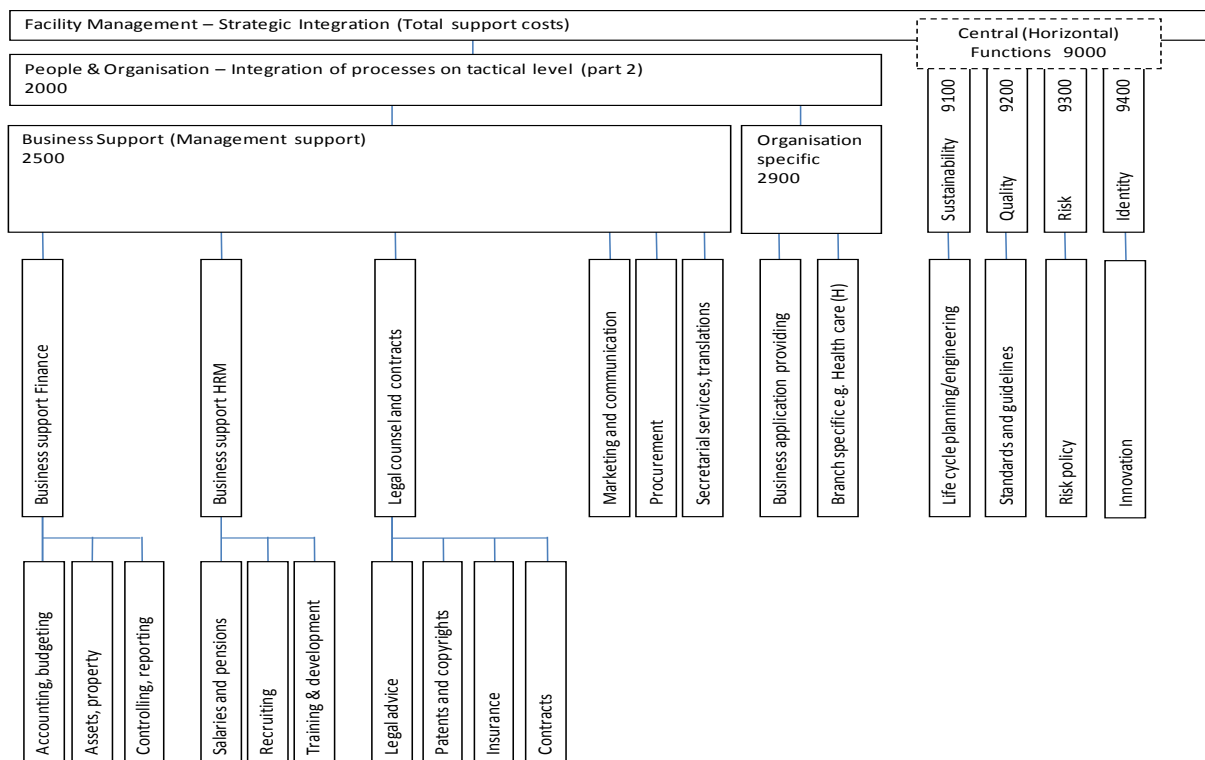 Facility Management – Strategic Integration (Total support costs)
Central (Horizontal)
Functions 9000
People & Organisation – Integration of processes on tactical level (part 2)
2000
Business Support (Management support)
2500
Organisation
specific
2900
Sustainability 9100
Quality 9200
Risk 9300
Identity 9400
Business support Finance
Business support HRM
Legal counsel and contracts
Marketing and communication
Procurement
Secretarial services, translations
Business application providing
Branch specific e.g. Health care (H)
Life cycle planning/engineering
Standards and guidelines
Risk policy
Innovation
Accounting, budgeting
Assets, property
Controlling, reporting
Salaries and pensions
Recruiting
Training & development
Legal advice
Patents and copyrights
Insurance
Contracts